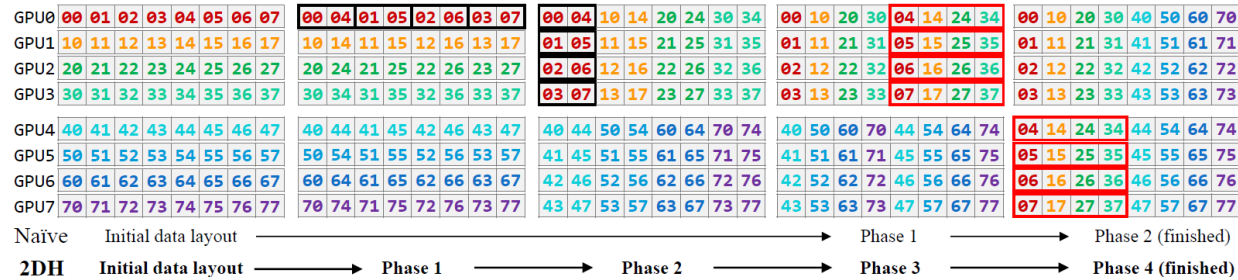 GPU0 00 01 02 03 04 05 06 07 00 04 01 05 02 06 03 07 00 04 10 14 20 24 30 34 00 10 20 30 04 14 24 34 00 10 20 30 40 50 60 70
GPU1 10 11 12 13 14 15 16 17 10 14 11 15 12 16 13 17 01 05 11 15 21 25 31 35 01 11 21 31 05 15 25 35 01 11 21 31 41 51 61 71
GPU2 20 21 22 23 24 25 26 27 20 24 21 25 22 26 23 27 02 06 12 16 22 26 32 36 02 12 22 32 06 16 26 36 02 12 22 32 42 52 62 72
GPU3 30 31 32 33 34 35 36 37 30 34 31 35 32 36 33 37 03 07 13 17 23 27 33 37 03 13 23 33 07 17 27 37 03 13 23 33 43 53 63 73
GPU4 40 41 42 43 44 45 46 47 40 44 41 45 42 46 43 47 40 44 50 54 60 64 70 74 40 50 60 70 44 54 64 74 04 14 24 34 44 54 64 74
GPU5 50 51 52 53 54 55 56 57 50 54 51 55 52 56 53 57 41 45 51 55 61 65 71 75 41 51 61 71 45 55 65 75 05 15 25 35 45 55 65 75
GPU6 60 61 62 63 64 65 66 67 60 64 61 65 62 66 63 67 42 46 52 56 62 66 72 76 42 52 62 72 46 56 66 76 06 16 26 36 46 56 66 76
GPU7 70 71 72 73 74 75 76 77 70 74 71 75 72 76 73 77 43 47 53 57 63 67 73 77 43 53 63 73 47 57 67 77 07 17 27 37 47 57 67 77
Naïve Initial data layout Phase 1 Phase 2 (finished)
2DH Initial data layout Phase 1 Phase 2 Phase 3 Phase 4 (finished)